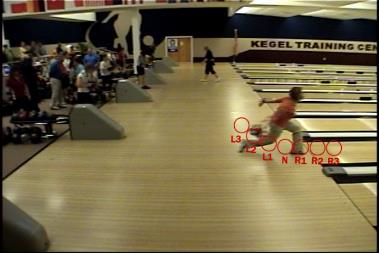 KEGEL TRAINING CEN
L3
L2
L1 N R1 R2 R3